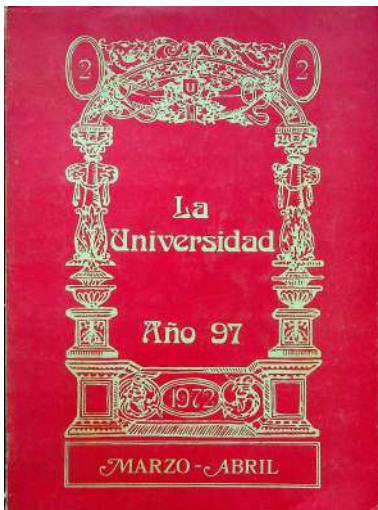 2 2
U
La
Universidad
Año 97
1972
MARZO - ABRIL